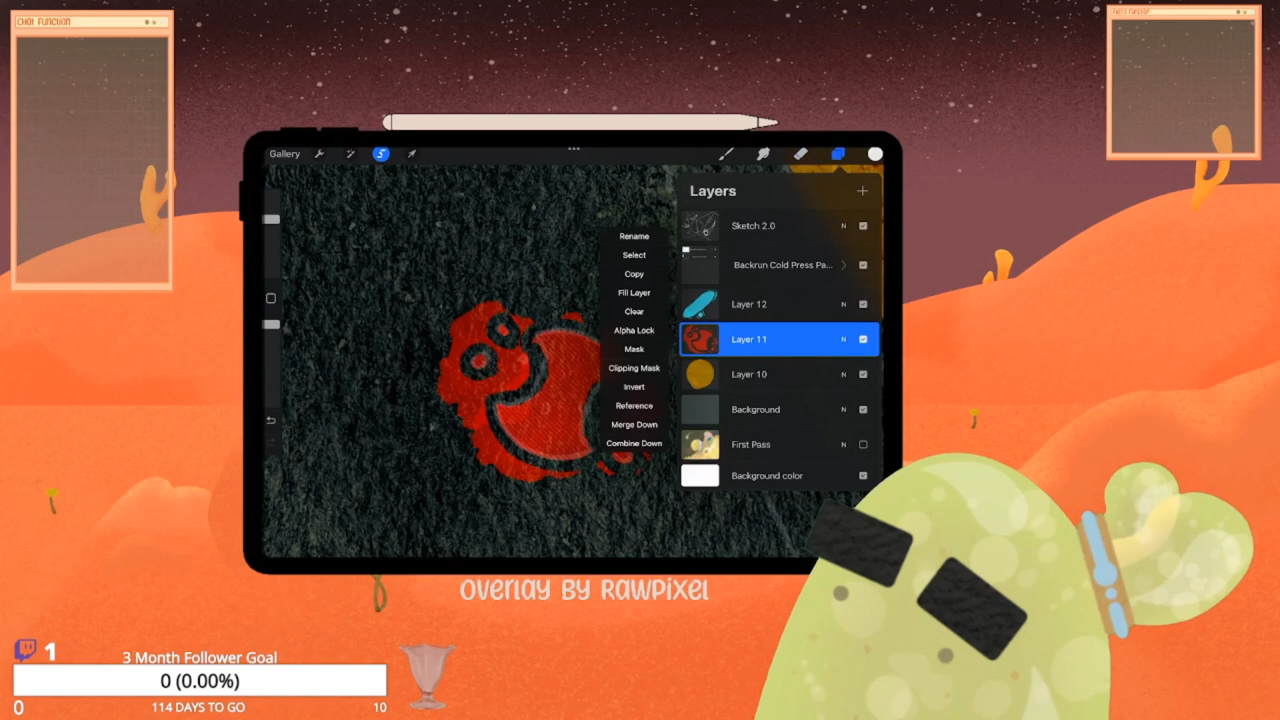 Chat Function
Gallery
Layers
Sketch 2.0
N
Backrun Cold Press Pa...
Layer 12
N
Layer 11
N
Layer 10
N
Background
N
First Pass
N
Background color
Rename
Select
Copy
Fill Layer
Clear
Alpha Lock
Mask
Clipping Mask
Invert
Reference
Merge Down
Combine Down
Overlay by Rawpixel
1
3 Month Follower Goal
0 (0.00%)
0
114 DAYS TO GO
10